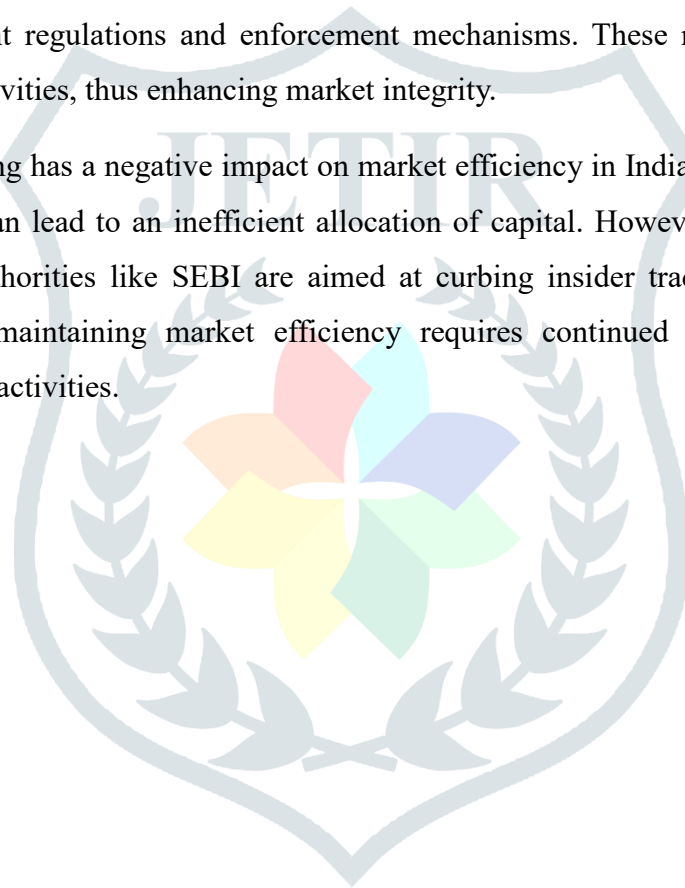 nt regulations and enforcement mechanisms. These
vities, thus enhancing market integrity.
JETIR
ng has a negative impact on market efficiency in India
an lead to an inefficient allocation of capital. Howev
horities like SEBI are aimed at curbing insider trac
maintaining market efficiency requires continued
activities.